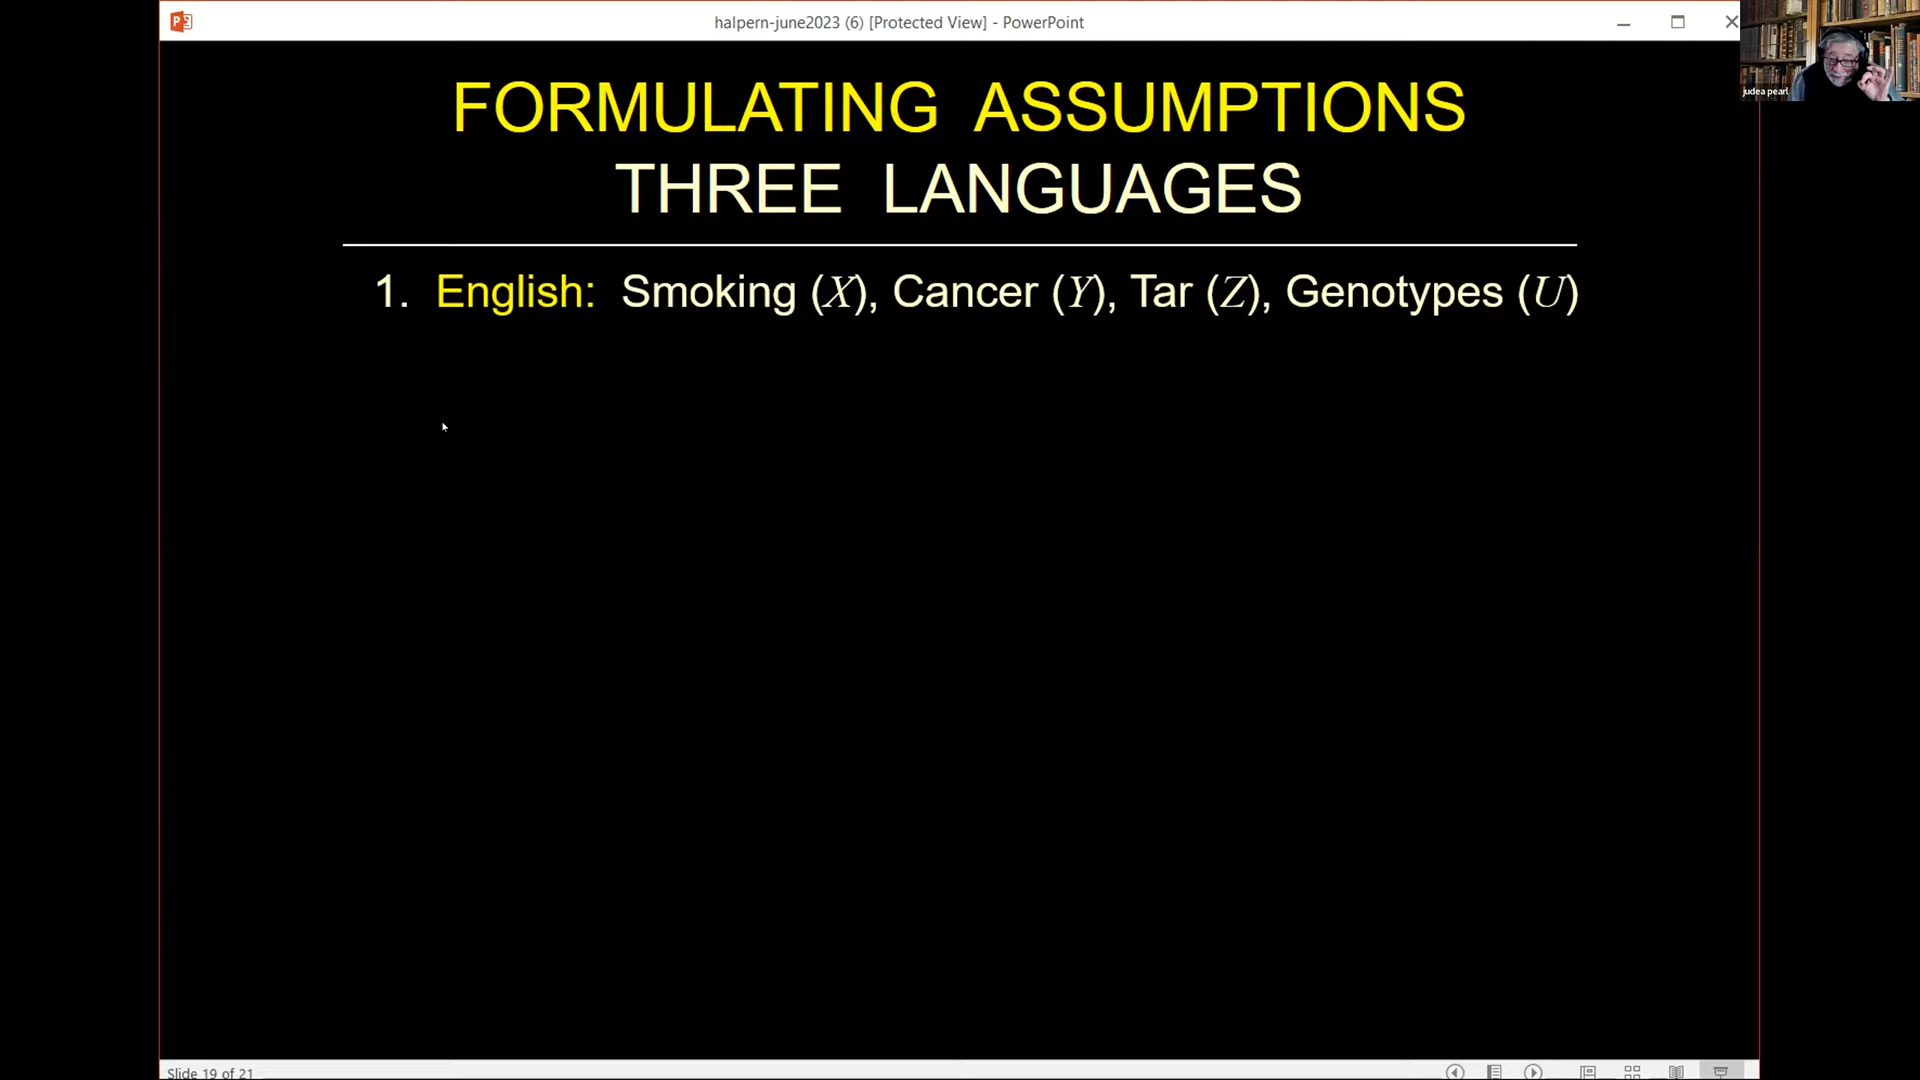 halpern-june2023 (6) [Protected View] - PowerPoint
judea pearl
FORMULATING ASSUMPTIONS
THREE LANGUAGES
1. English: Smoking (X), Cancer (Y), Tar (Z), Genotypes (U)
Slide 19 of 21